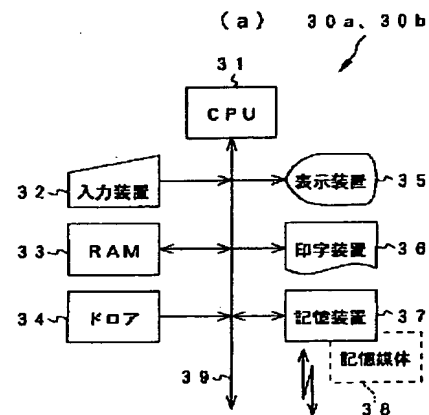 (a) 30a、30b
31
CPU
32 入力装置
表示装置 35
33 RAM
印字装置 36
34 ドロア
記憶装置 37
39
記憶媒体
38